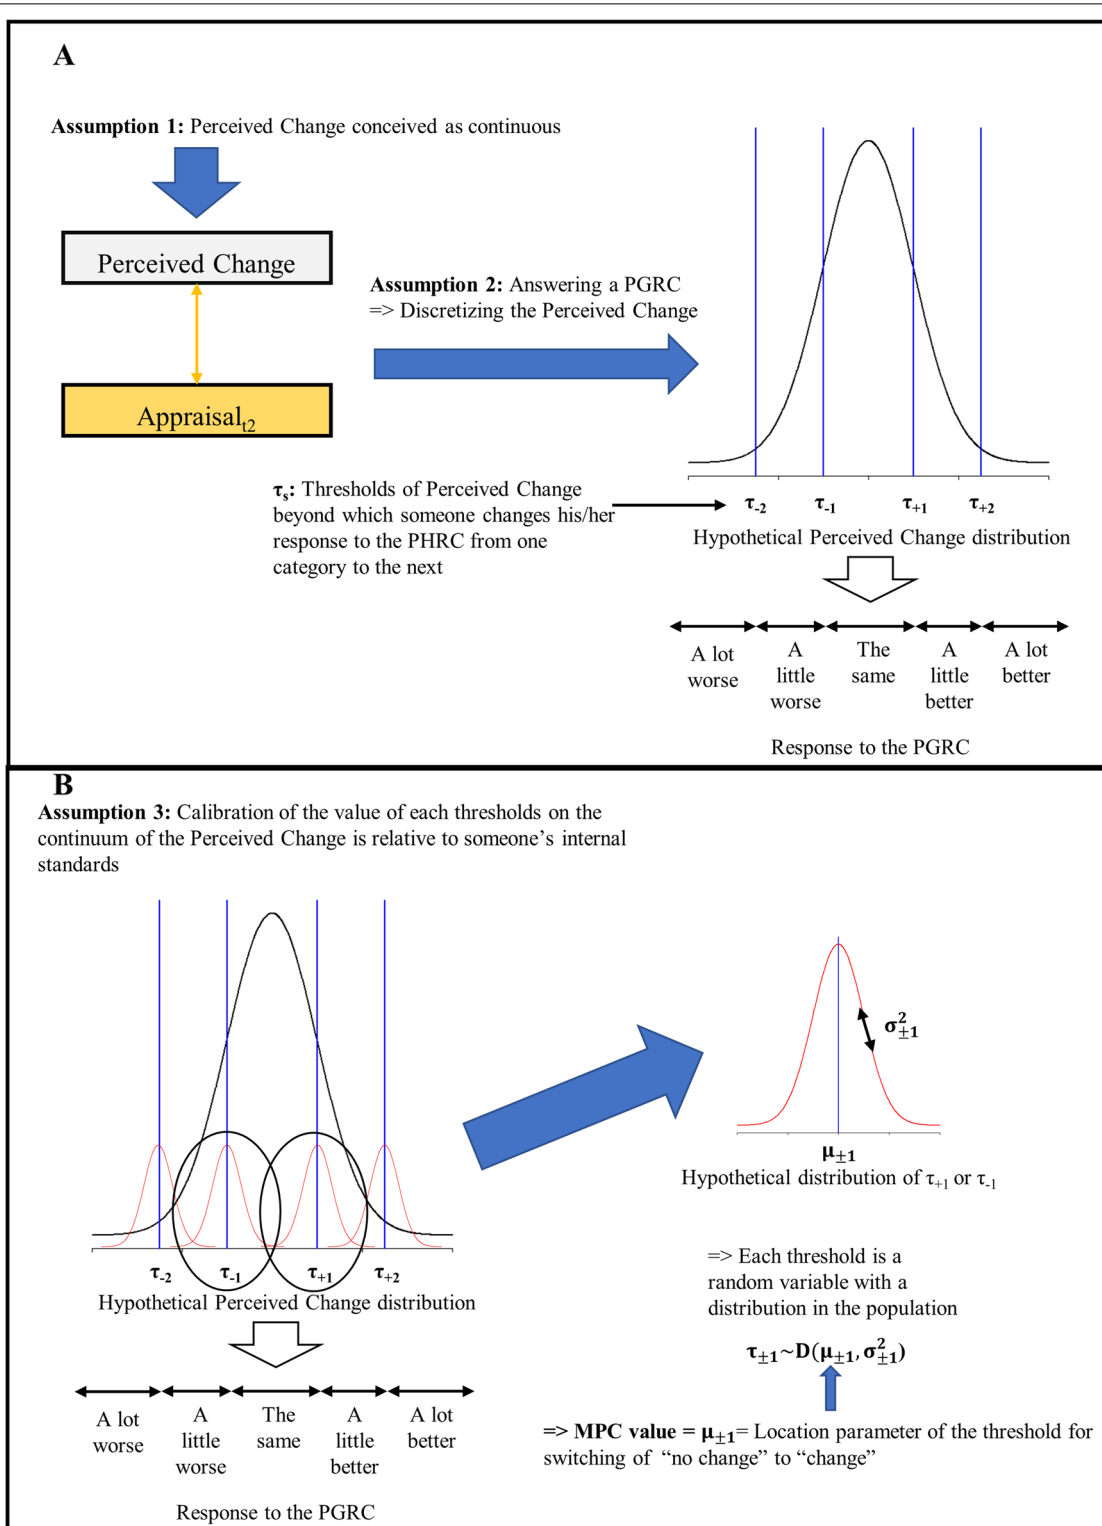 A
Assumption 1: Perceived Change conceived as continuous
Perceived Change
Appraisal_t2
Assumption 2: Answering a PGRC
=> Discretizing the Perceived Change
τs: Thresholds of Perceived Change
beyond which someone changes his/her
response to the PHRC from one
category to the next
τ-2 τ-1 τ+1 τ+2
Hypothetical Perceived Change distribution
A lot
worse
A
little
worse
The
same
A
little
better
A lot
better
Response to the PGRC
B
Assumption 3: Calibration of the value of each thresholds on the
continuum of the Perceived Change is relative to someone’s internal
standards
τ-2 τ-1 τ+1 τ+2
Hypothetical Perceived Change distribution
A lot
worse
A
little
worse
The
same
A
little
better
A lot
better
Response to the PGRC
σ²±1
μ±1
Hypothetical distribution of τ+1 or τ-1
=> Each threshold is a
random variable with a
distribution in the population
τ±1~D(μ±1, σ²±1)
=> MPC value = μ±1= Location parameter of the threshold for
switching of “no change” to “change”